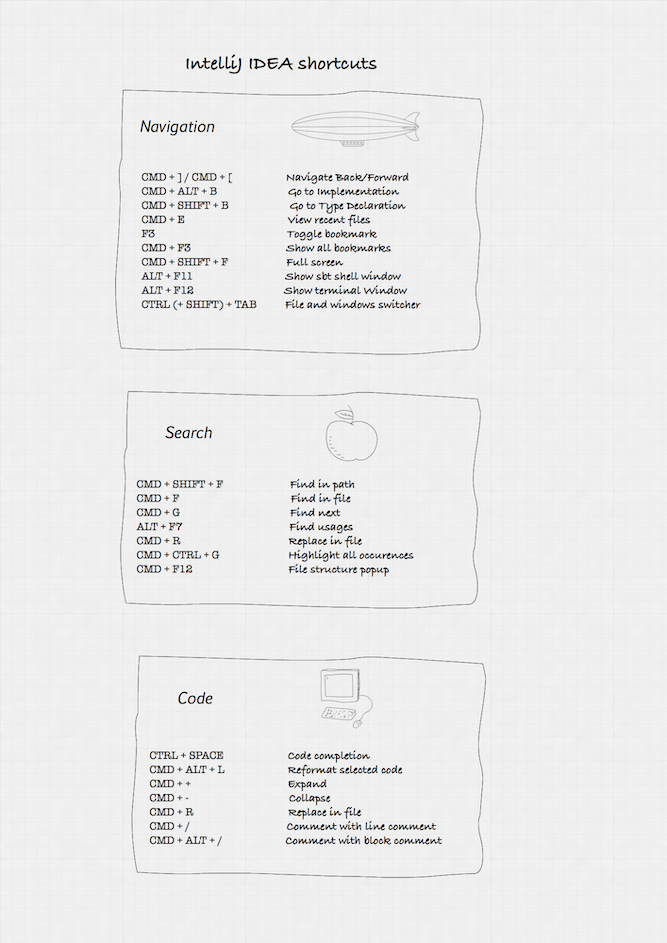 IntelliJ IDEA shortcuts
Navigation
CMD + ] / CMD + [ Navigate Back/Forward
CMD + ALT + B Go to Implementation
CMD + SHIFT + B Go to Type Declaration
CMD + E View recent files
F3 Toggle bookmark
CMD + F3 Show all bookmarks
CMD + SHIFT + F Full screen
ALT + F11 Show sbt shell window
ALT + F12 Show terminal Window
CTRL (+ SHIFT) + TAB File and windows switcher
Search
CMD + SHIFT + F Find in path
CMD + F Find in file
CMD + G Find next
ALT + F7 Find usages
CMD + R Replace in file
CMD + CTRL + G Highlight all occurences
CMD + F12 File structure popup
Code
CTRL + SPACE Code completion
CMD + ALT + L Reformat selected code
CMD + + Expand
CMD + - Collapse
CMD + R Replace in file
CMD + / Comment with line comment
CMD + ALT + / Comment with block comment